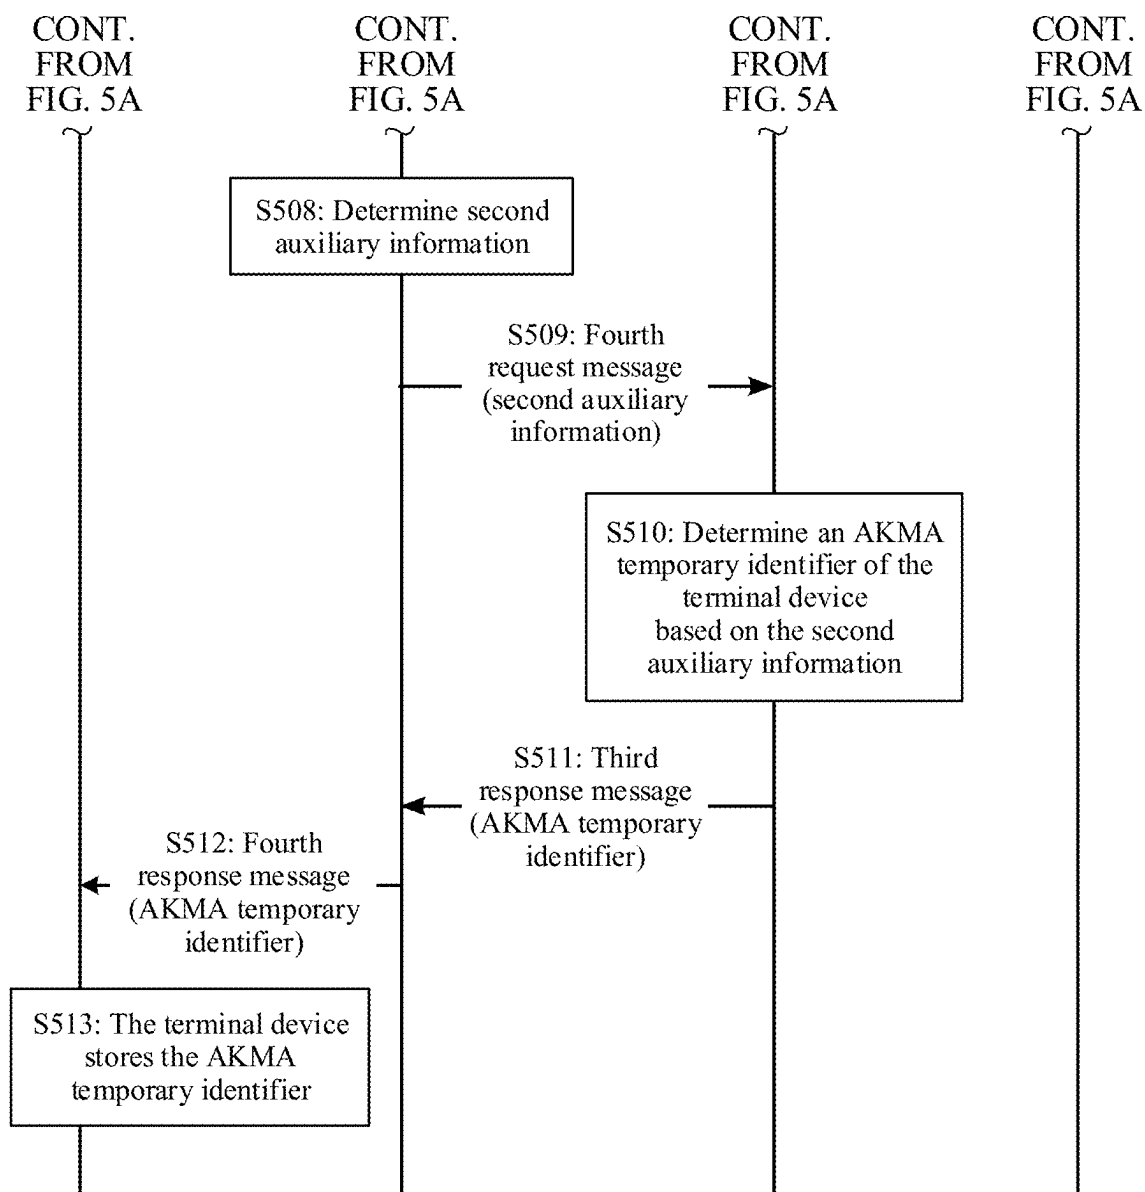 CONT.
FROM
FIG. 5A
CONT.
FROM
FIG. 5A
CONT.
FROM
FIG. 5A
CONT.
FROM
FIG. 5A
S508: Determine second
auxiliary information
S509: Fourth
request message
(second auxiliary
information)
S510: Determine an AKMA
temporary identifier of the
terminal device
based on the second
auxiliary information
S511: Third
response message
(AKMA temporary
identifier)
S512: Fourth
response message
(AKMA temporary
identifier)
S513: The terminal device
stores the AKMA
temporary identifier